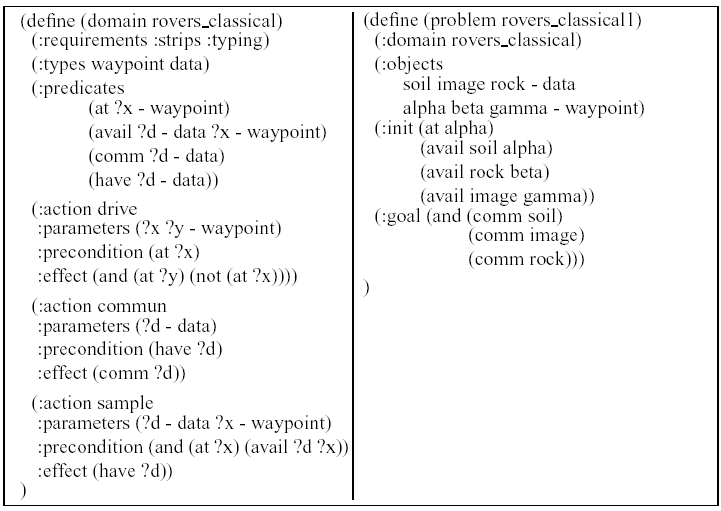 (define (domain rovers_classical)
(:requirements :strips :typing)
(:types waypoint data)
(:predicates
(at ?x - waypoint)
(avail ?d - data ?x - waypoint)
(comm ?d - data)
(have ?d - data))
(:action drive
:parameters (?x ?y - waypoint)
:precondition (at ?x)
:effect (and (at ?y) (not (at ?x))))
(:action commun
:parameters (?d - data)
:precondition (have ?d)
:effect (comm ?d))
(:action sample
:parameters (?d - data ?x - waypoint)
:precondition (and (at ?x) (avail ?d ?x))
:effect (have ?d))
)
(define (problem rovers_classical1)
(:domain rovers_classical)
(:objects
soil image rock - data
alpha beta gamma - waypoint)
(:init (at alpha)
(avail soil alpha)
(avail rock beta)
(avail image gamma))
(:goal (and (comm soil)
(comm image)
(comm rock)))
)